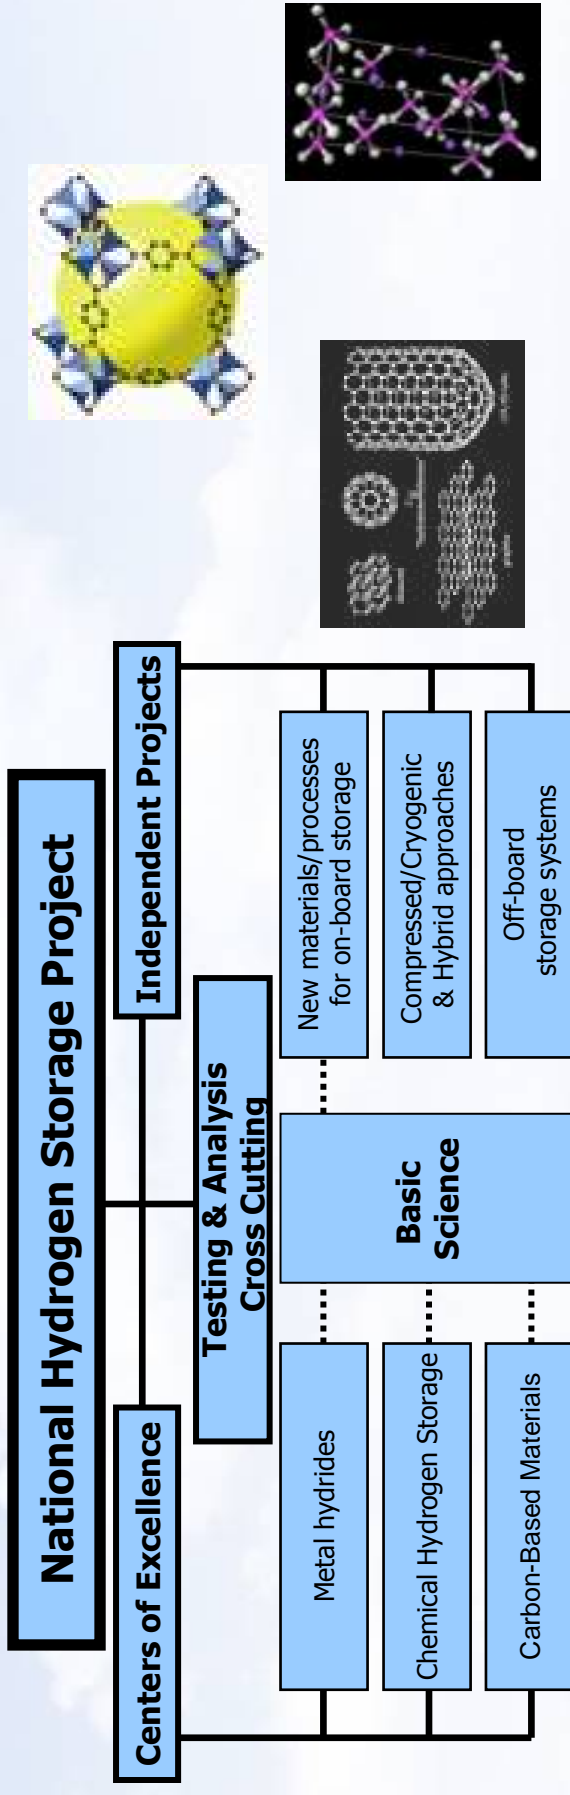 National Hydrogen Storage Project
Centers of Excellence
Independent Projects
Testing & Analysis
Cross Cutting
Metal hydrides
Chemical Hydrogen Storage
Carbon-Based Materials
Basic
Science
New materials/processes
for on-board storage
Compressed/Cryogenic
& Hybrid approaches
Off-board
storage systems